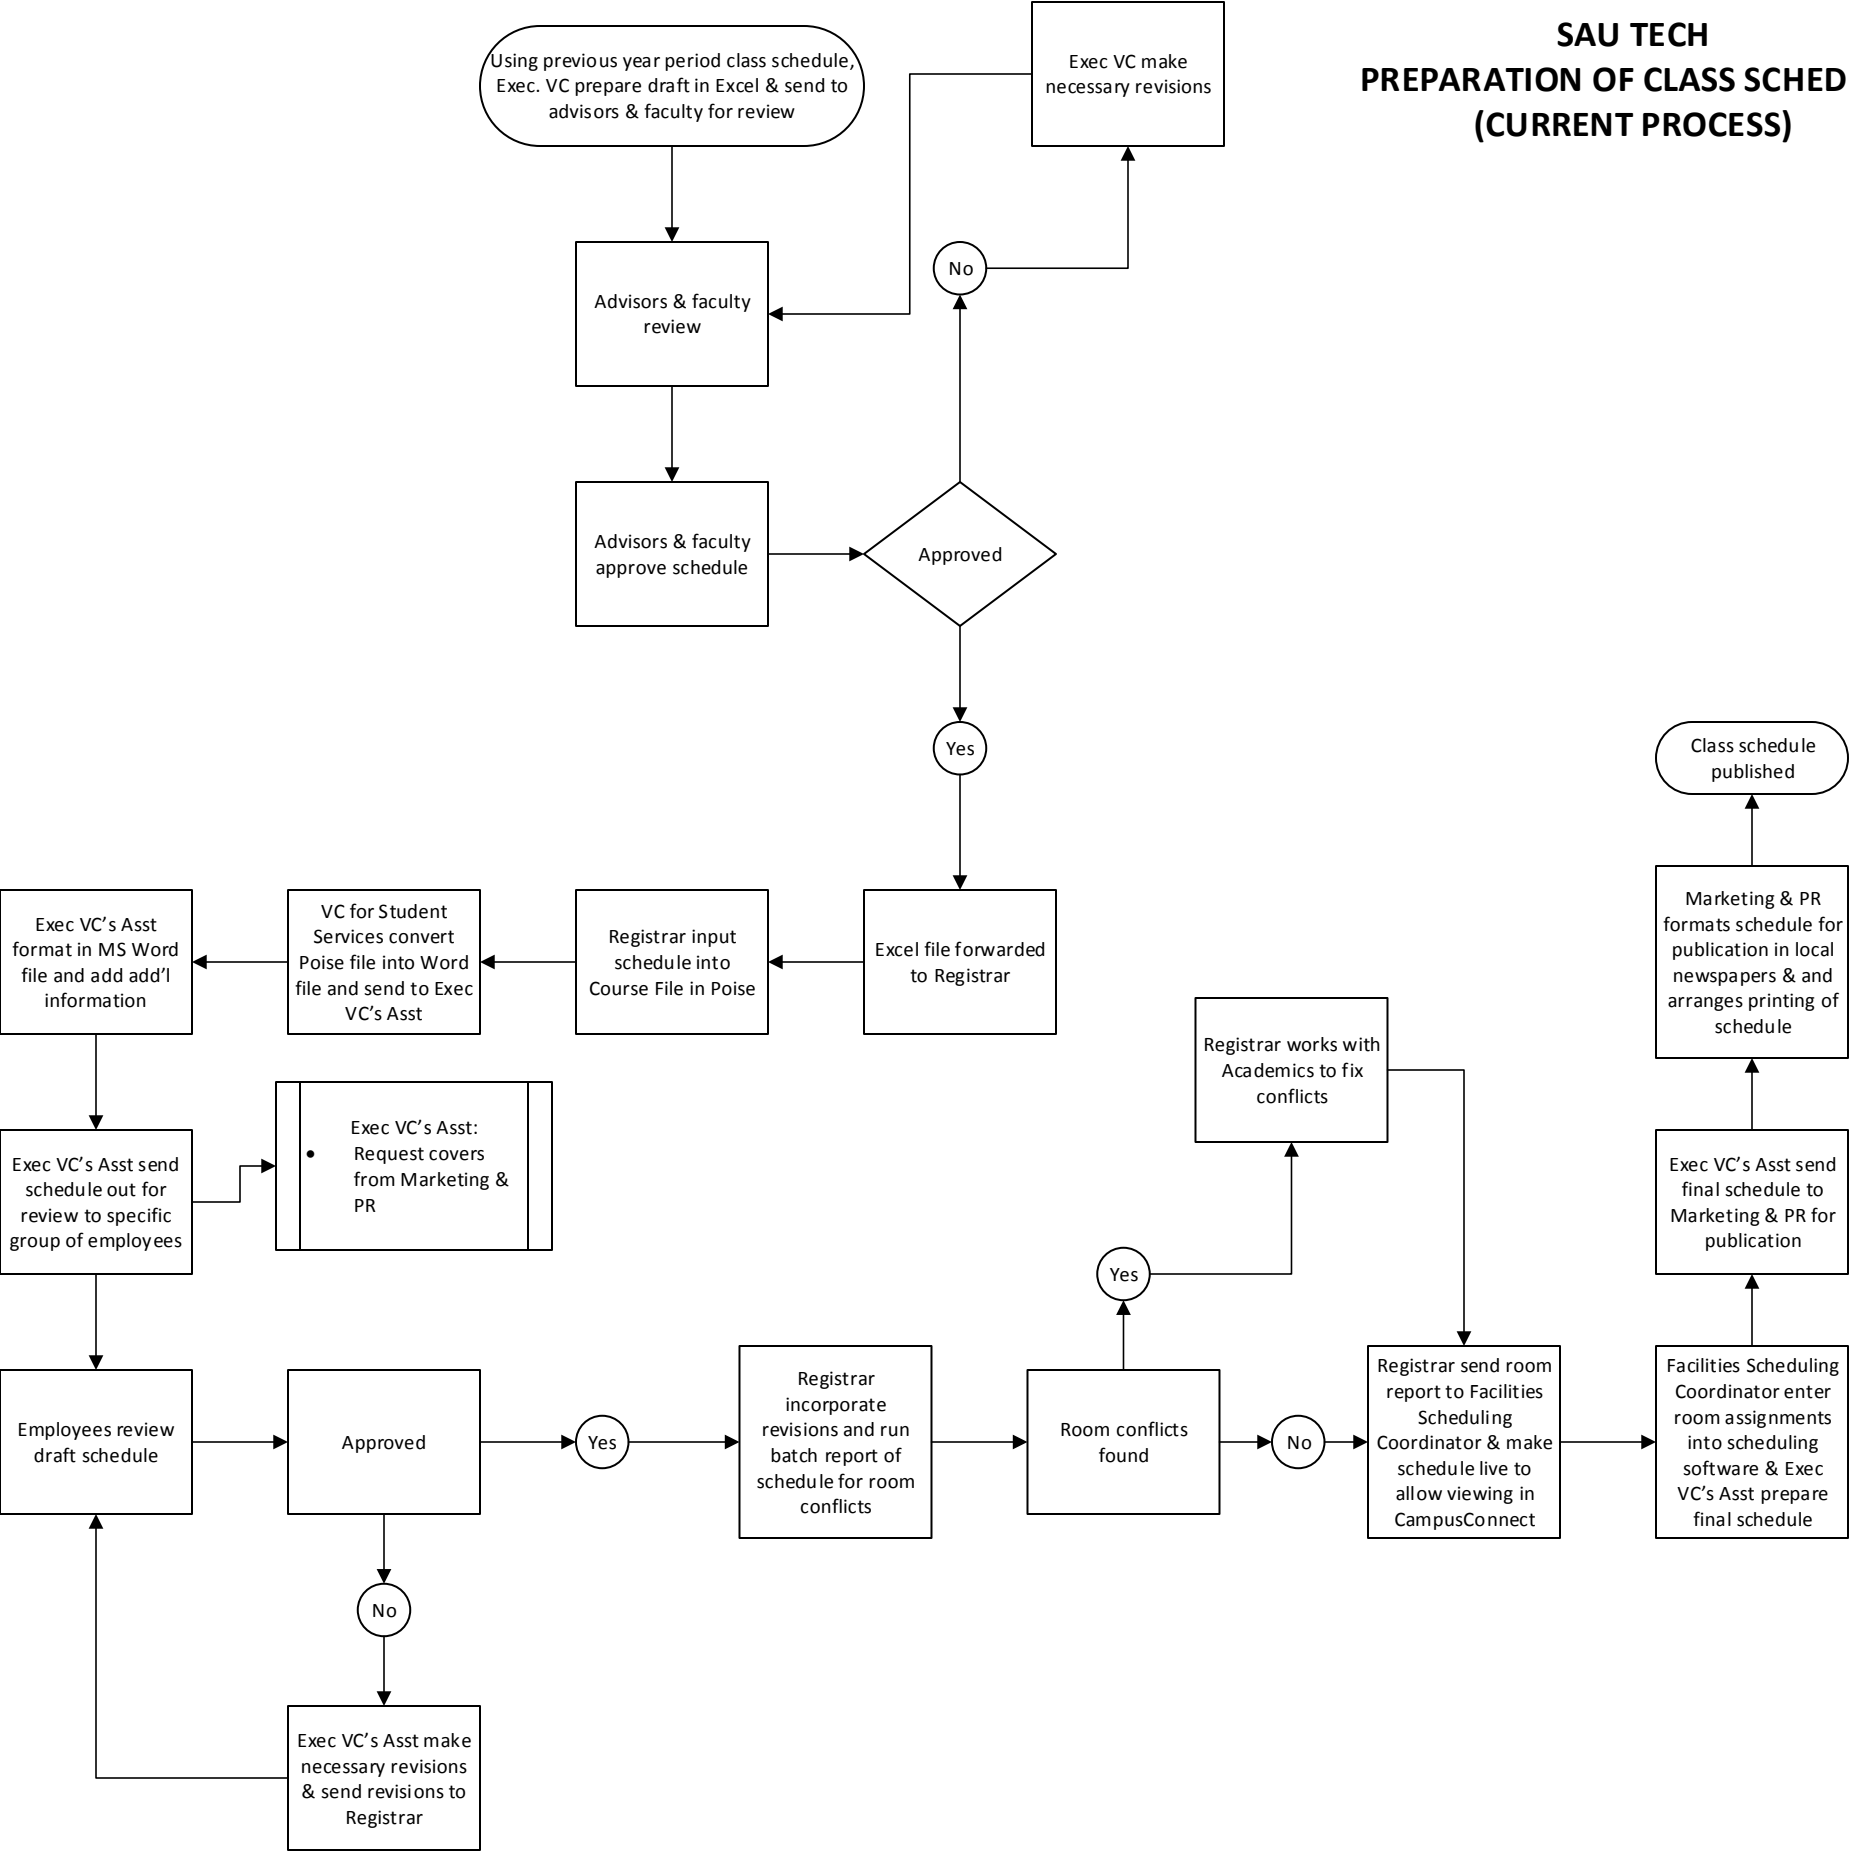 SAU TECH
PREPARATION OF CLASS SCHED
(CURRENT PROCESS)
Using previous year period class schedule,
Exec. VC prepare draft in Excel & send to
advisors & faculty for review
Exec VC make
necessary revisions
No
Advisors & faculty
review
Advisors & faculty
approve schedule
Approved
Yes
Class schedule
published
Exec VC’s Asst
format in MS Word
file and add add’l
information
VC for Student
Services convert
Poise file into Word
file and send to Exec
VC’s Asst
Registrar input
schedule into
Course File in Poise
Excel file forwarded
to Registrar
Marketing & PR
formats schedule for
publication in local
newspapers & and
arranges printing of
schedule
Registrar works with
Academics to fix
conflicts
Exec VC’s Asst send
schedule out for
review to specific
group of employees
Exec VC’s Asst:
• Request covers
from Marketing &
PR
Exec VC’s Asst send
final schedule to
Marketing & PR for
publication
Yes
Employees review
draft schedule
Approved
Yes
Registrar
incorporate
revisions and run
batch report of
schedule for room
conflicts
Room conflicts
found
No
Registrar send room
report to Facilities
Scheduling
Coordinator & make
schedule live to
allow viewing in
CampusConnect
Facilities Scheduling
Coordinator enter
room assignments
into scheduling
software & Exec
VC’s Asst prepare
final schedule
No
Exec VC’s Asst make
necessary revisions
& send revisions to
Registrar